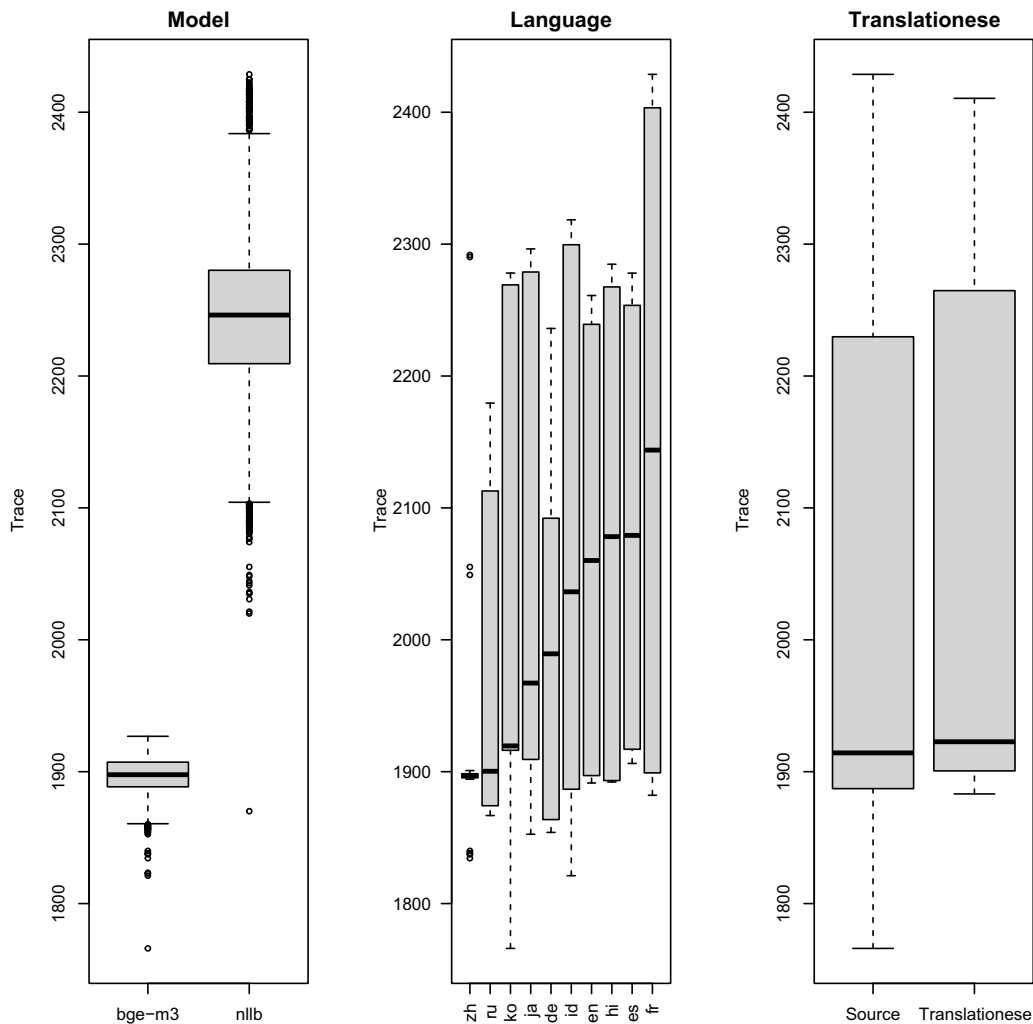 Model
Trace
2400
2300
2200
2100
2000
1900
1800
bge-m3 nllb
Language
Trace
2400
2300
2200
2100
2000
1900
1800
zh ru ko ja de id en hi es fr
Translationese
Trace
2400
2300
2200
2100
2000
1900
1800
Source Translationese